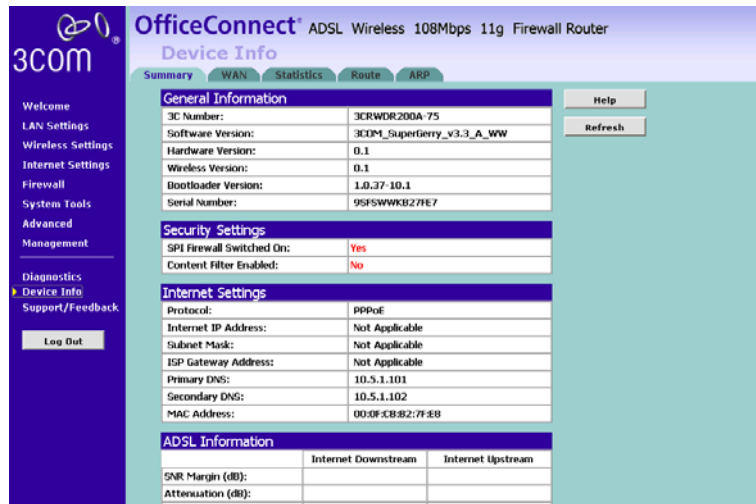 3COM®
OfficeConnect® ADSL Wireless 108Mbps 11g Firewall Router
Device Info
Summary WAN Statistics Route ARP
Welcome
LAN Settings
Wireless Settings
Internet Settings
Firewall
System Tools
Advanced
Management
Diagnostics
Device Info
Support/Feedback
Log Out
General Information
3C Number: 3CRWDR200A-75
Software Version: 3COM_SuperGerry_v3.3_A_WW
Hardware Version: 0.1
Wireless Version: 0.1
Bootloader Version: 1.0.37-10.1
Serial Number: 9SFSWWKB27FE7
Security Settings
SPI Firewall Switched On: Yes
Content Filter Enabled: No
Internet Settings
Protocol: PPPoE
Internet IP Address: Not Applicable
Subnet Mask: Not Applicable
ISP Gateway Address: Not Applicable
Primary DNS: 10.5.1.101
Secondary DNS: 10.5.1.102
MAC Address: 00:0F:CB:B2:7F:E8
ADSL Information
Internet Downstream Internet Upstream
SNR Margin (dB):
Attenuation (dB):
Help
Refresh